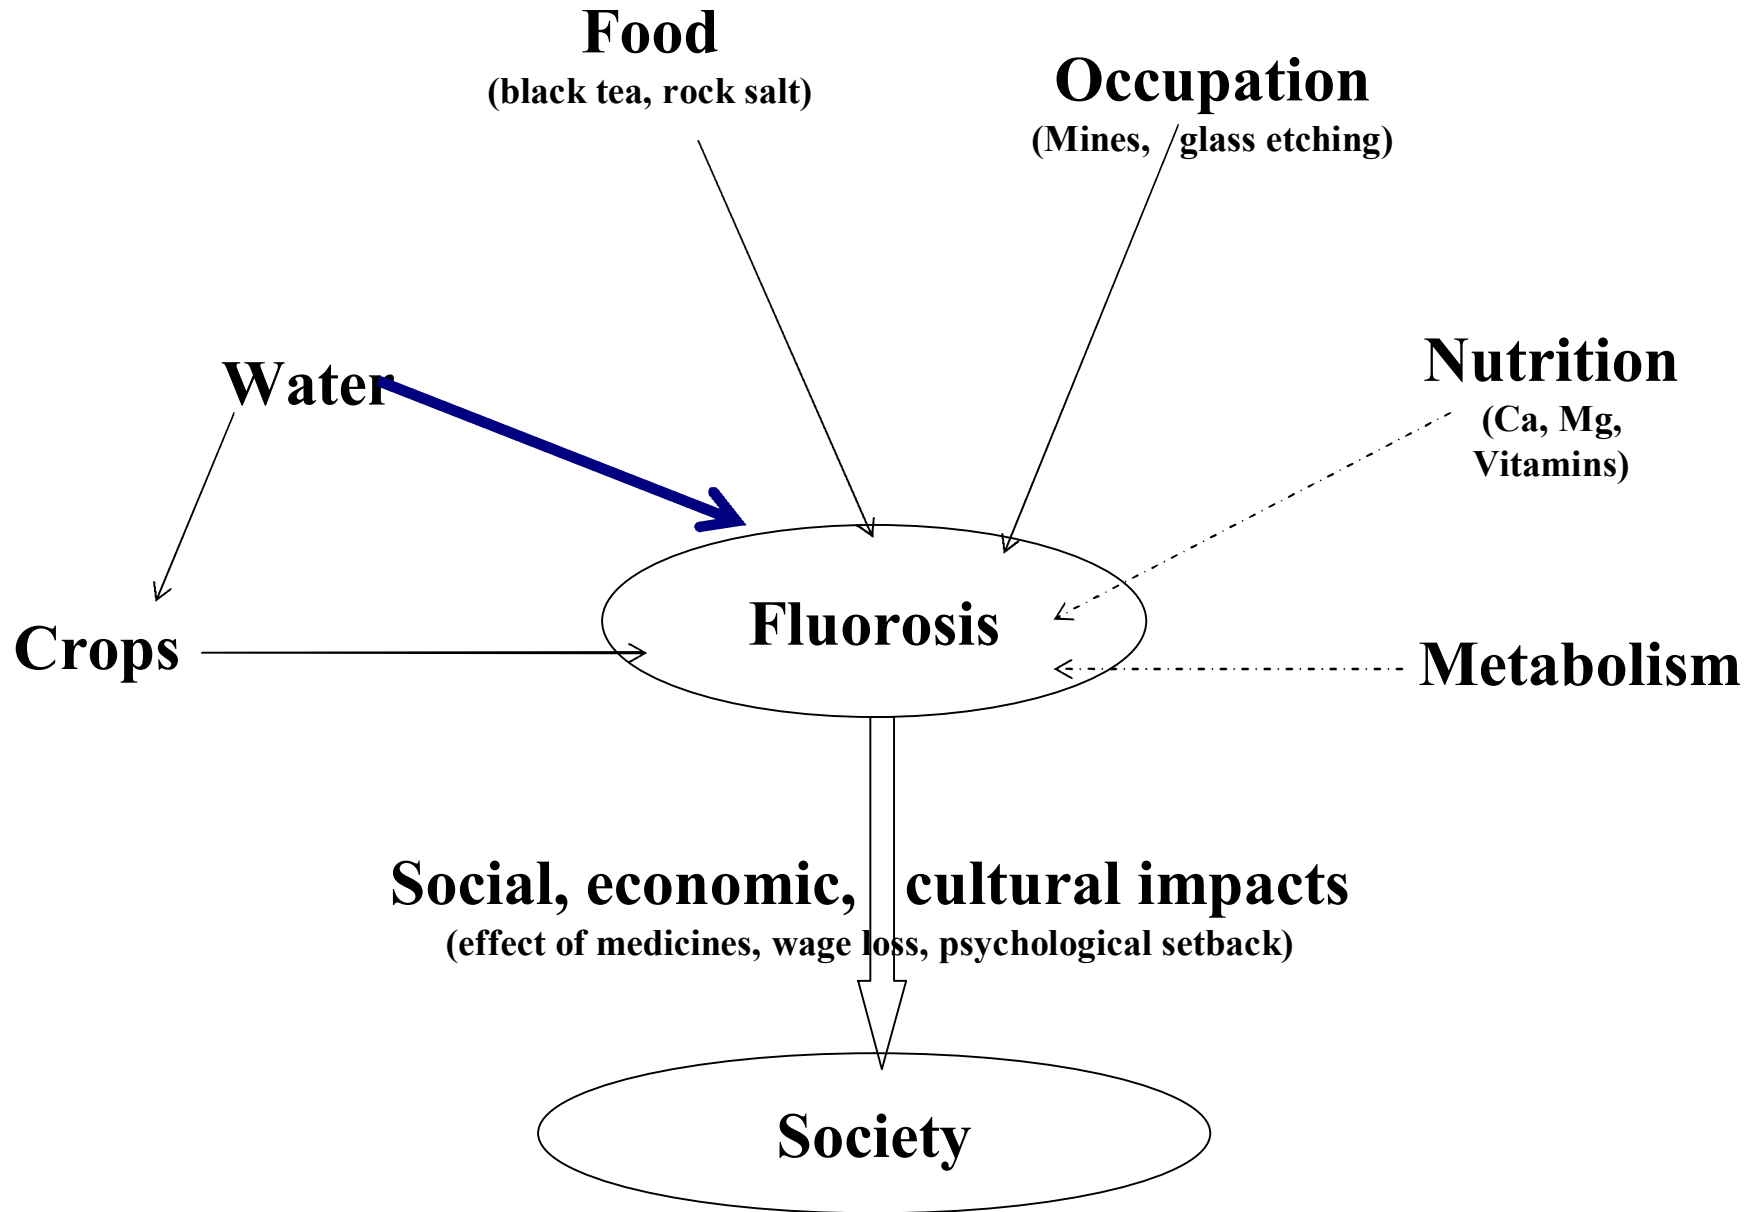 Food
(black tea, rock salt)
Occupation
(Mines, glass etching)
Water
Nutrition
(Ca, Mg,
Vitamins)
Crops
Fluorosis
Metabolism
Social, economic, cultural impacts
(effect of medicines, wage loss, psychological setback)
Society